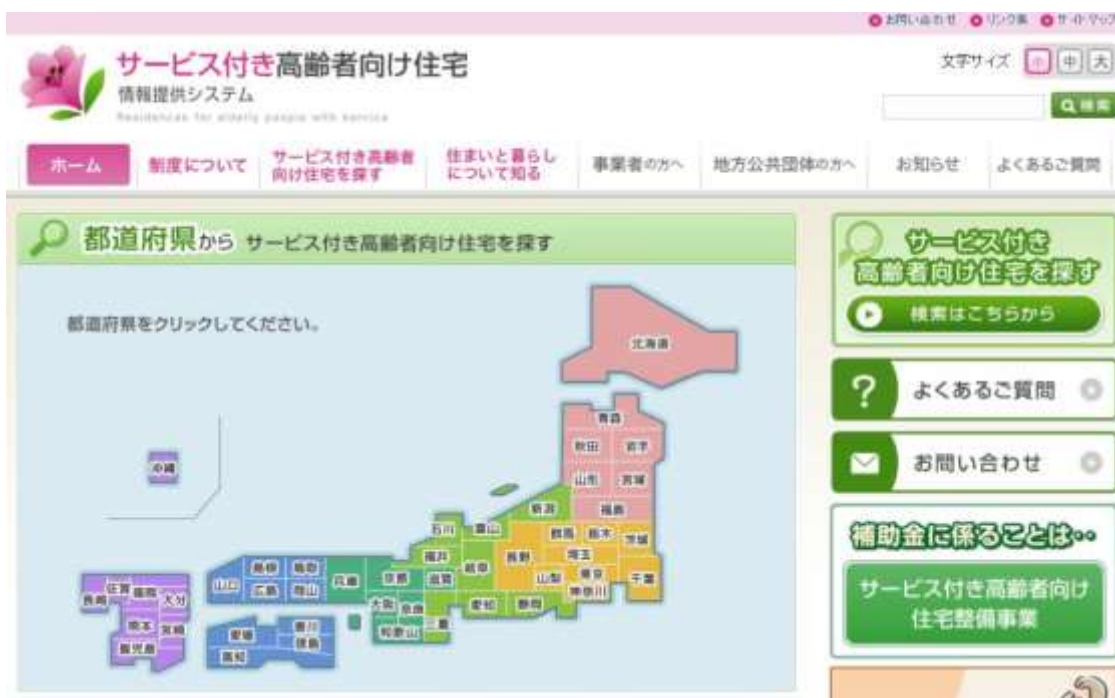 お問い合わせ リンク集 サイトマップ
サービス付き高齢者向け住宅
情報提供システム
Residences for elderly people with service
文字サイズ 小 中 大
検索
ホーム
制度について
サービス付き高齢者
向け住宅を探す
住まいと暮らし
について知る
事業者の方へ
地方公共団体の方へ
お知らせ
よくあるご質問
都道府県から サービス付き高齢者向け住宅を探す
都道府県をクリックしてください。
北海道
青森
秋田 岩手
山形 宮城
福島
新潟
石川 富山
群馬 栃木 茨城
福井 岐阜 長野 埼玉
山梨 東京 千葉
神奈川
沖縄
島根 鳥取
山口 広島 岡山
兵庫 京都 滋賀
大阪 奈良
和歌山 三重
愛知 静岡
佐賀 福岡 大分
長崎
熊本 宮崎
鹿児島
愛媛 香川
徳島
高知
サービス付き
高齢者向け住宅を探す
検索はこちらから
よくあるご質問
お問い合わせ
補助金に係ることは…
サービス付き高齢者向け
住宅整備事業